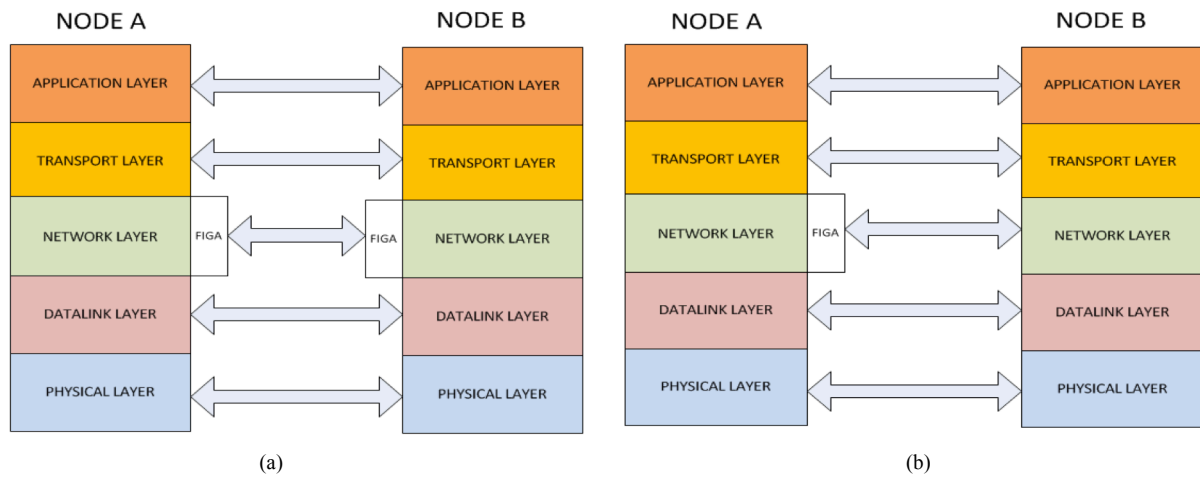 NODE A
NODE B
APPLICATION LAYER
APPLICATION LAYER
TRANSPORT LAYER
TRANSPORT LAYER
NETWORK LAYER
FIGA
FIGA
NETWORK LAYER
DATALINK LAYER
DATALINK LAYER
PHYSICAL LAYER
PHYSICAL LAYER
(a)
NODE A
NODE B
APPLICATION LAYER
APPLICATION LAYER
TRANSPORT LAYER
TRANSPORT LAYER
NETWORK LAYER
FIGA
NETWORK LAYER
DATALINK LAYER
DATALINK LAYER
PHYSICAL LAYER
PHYSICAL LAYER
(b)